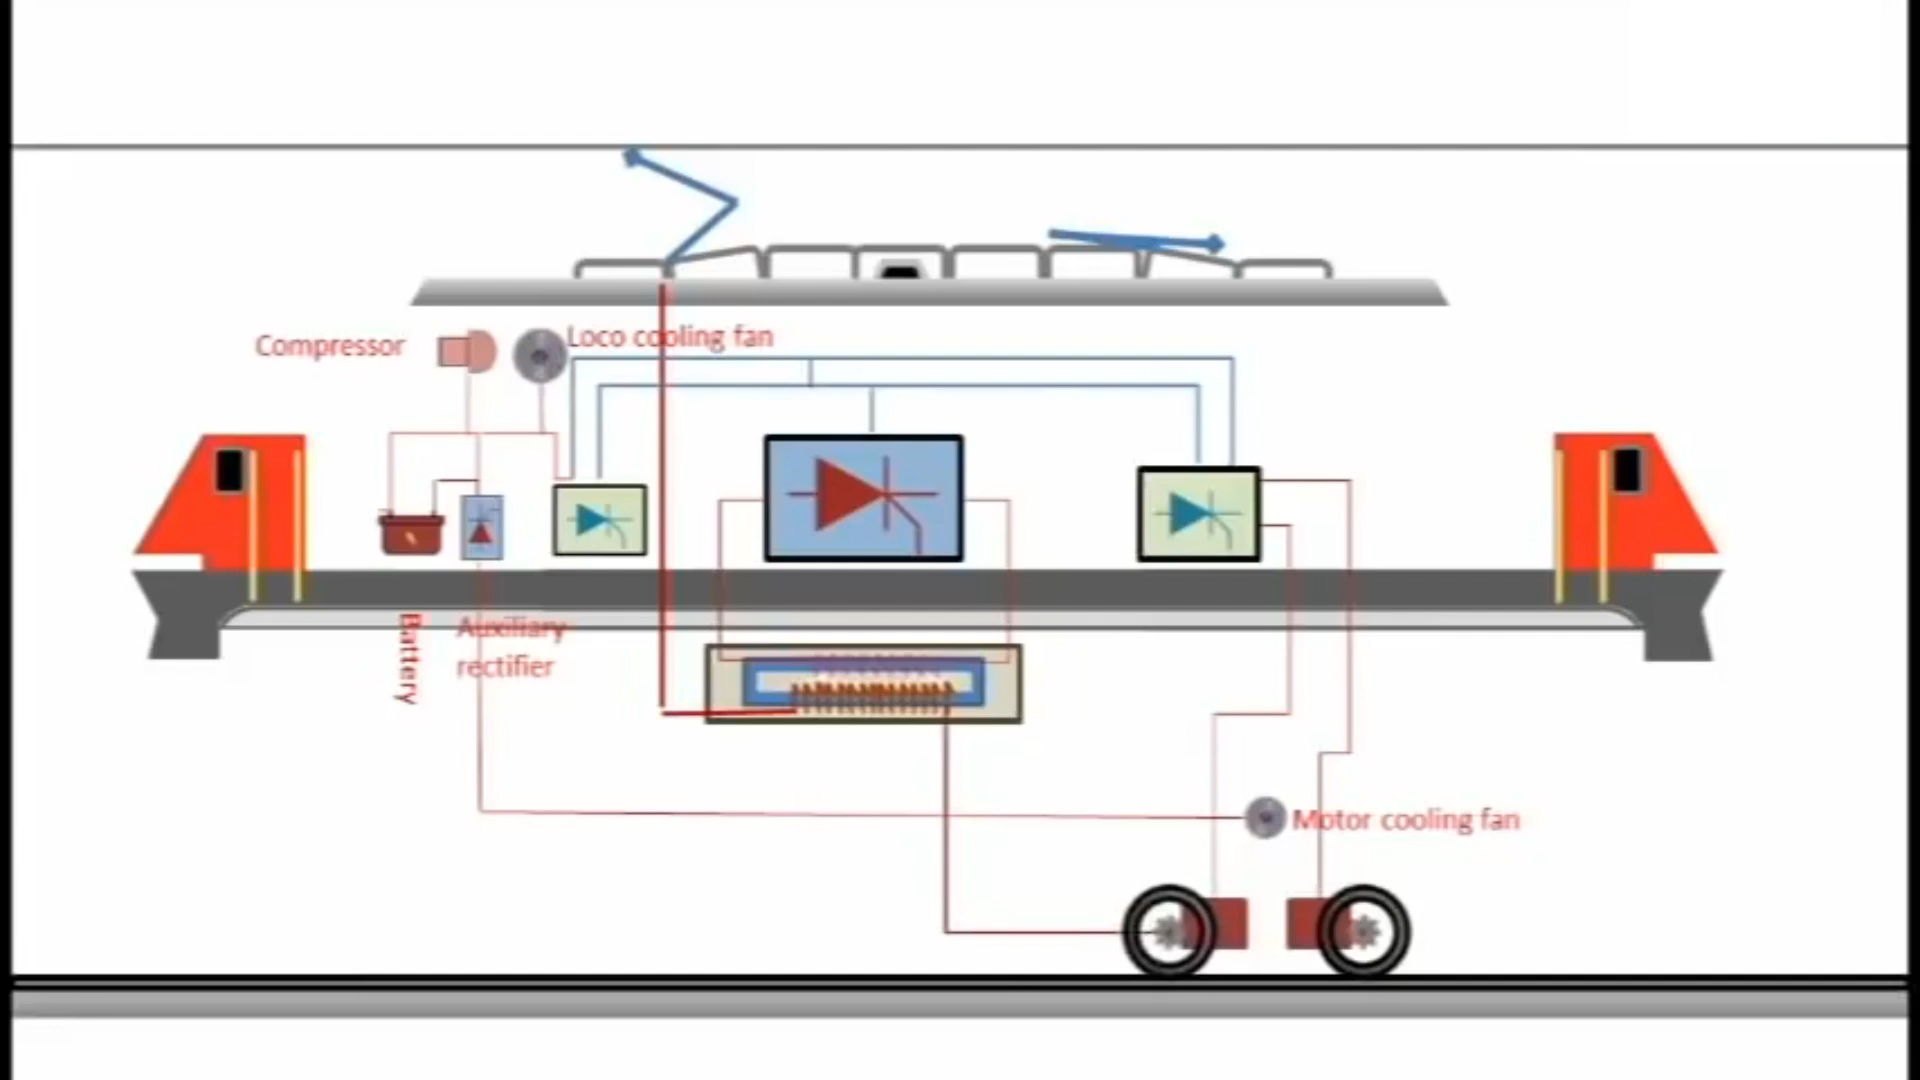 Loco cooling fan
Compressor
Battery
Auxiliary
rectifier
Motor cooling fan